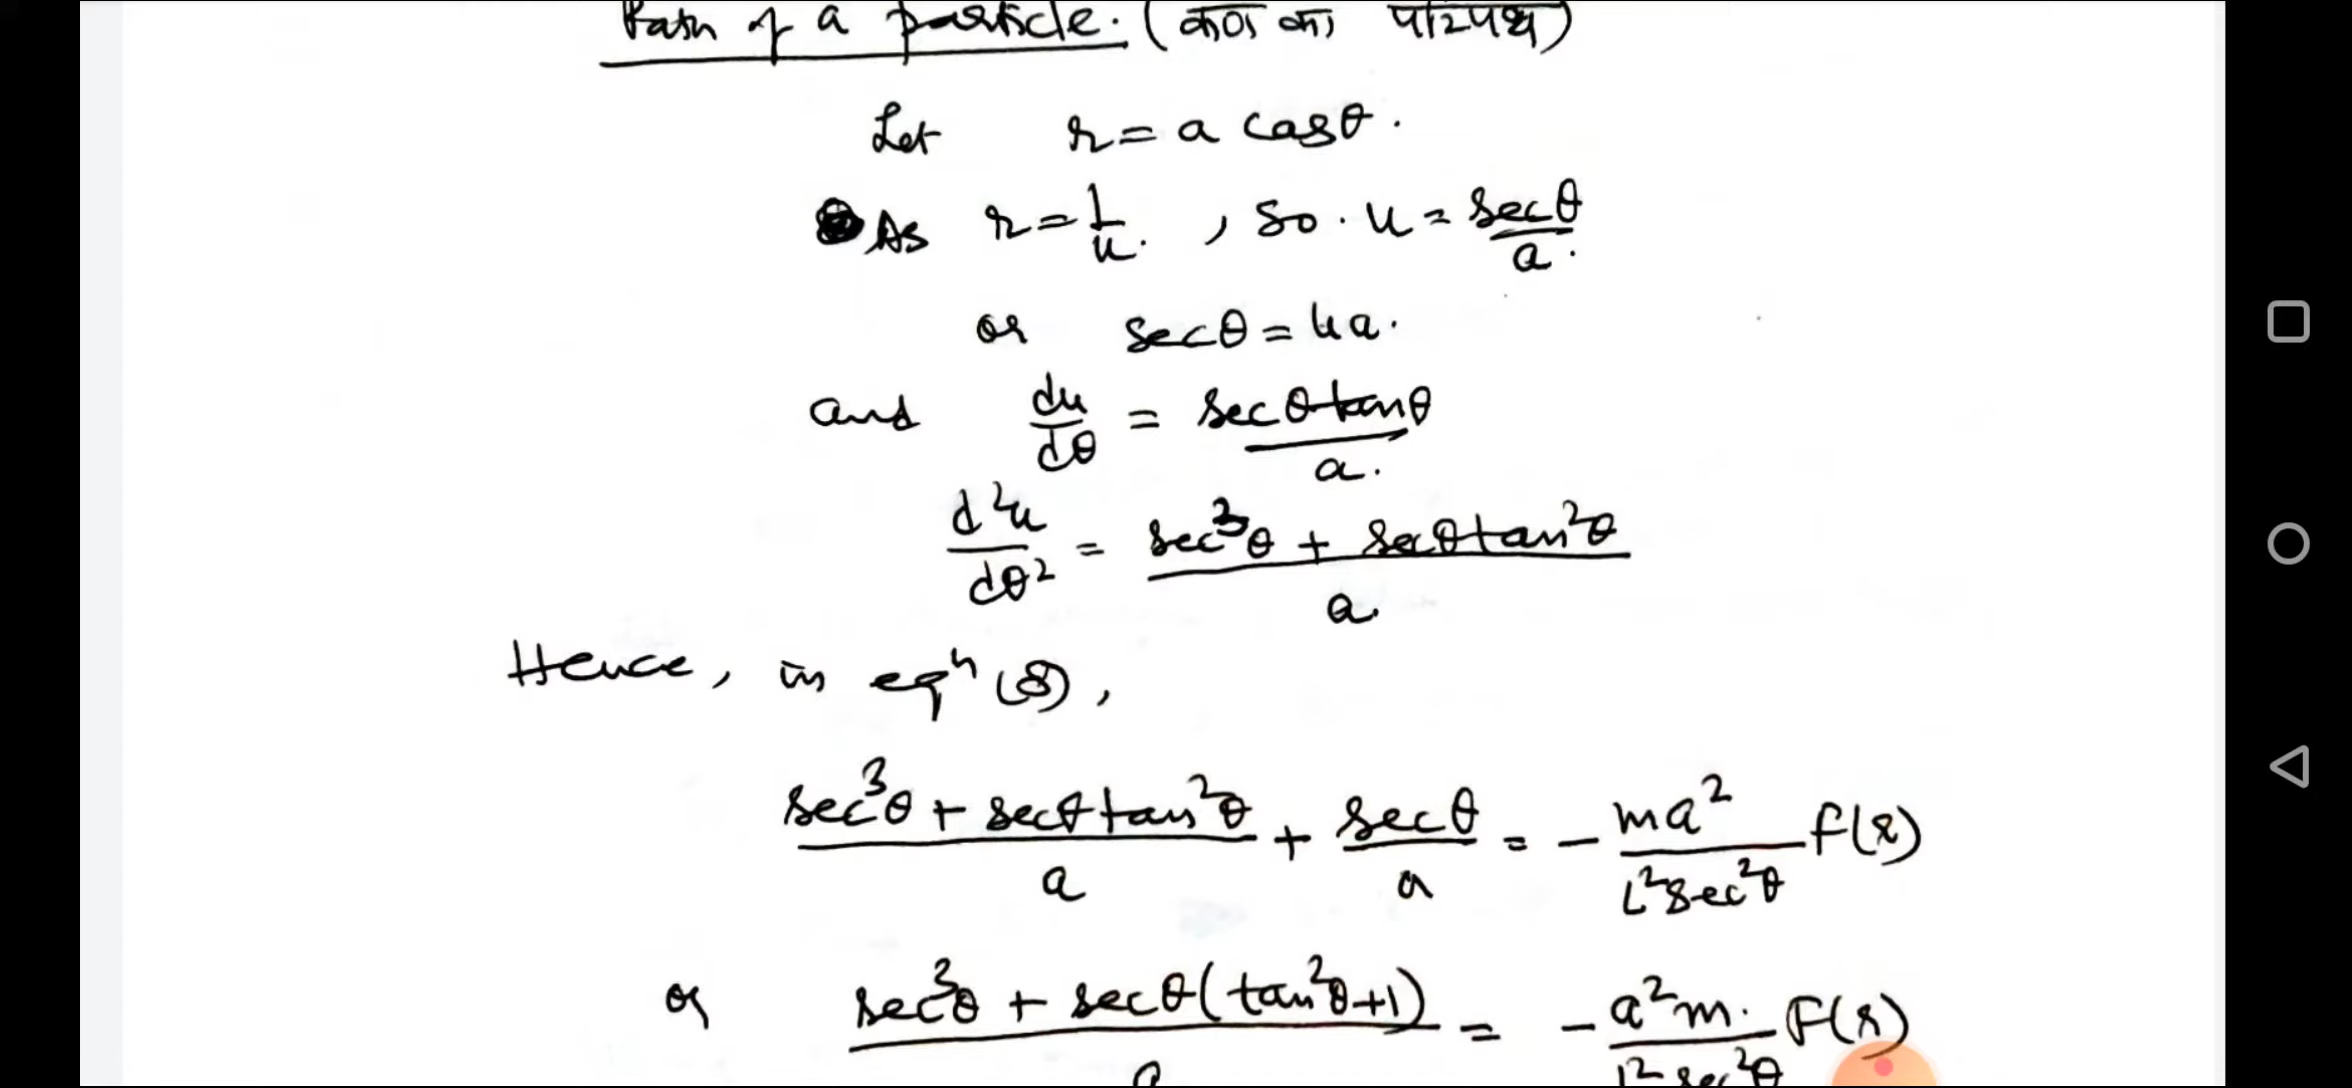 Path of a particle. (कण का परिपथ)
Let r = a cosθ.
As r = 1/u. , so. u = secθ/a.
or secθ = ua.
and du/dθ = secθ tanθ/a.
d²u/dθ² = sec³θ + secθ tan²θ/a.
Hence, in eqⁿ (8),
sec³θ + secθ tan²θ/a + secθ/a = - ma²/L²sec²θ F(r)
or sec³θ + secθ(tan²θ+1)/a = - a²m./L² sec²θ F(r)